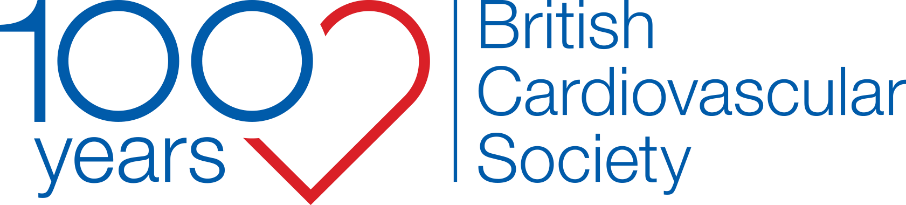 100
years
British
Cardiovascular
Society